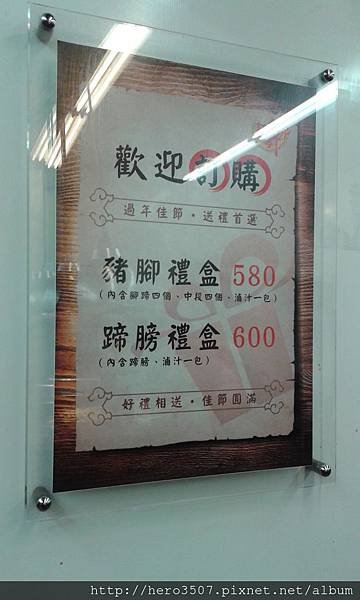 歡迎訂購
過年佳節・送禮首選
豬腳禮盒 580
(內含腳蹄四個、中段四個、滷汁一包)
蹄膀禮盒 600
(內含蹄膀、滷汁一包)
好禮相送・佳節圓滿
http://hero3507.pixnet.net/album